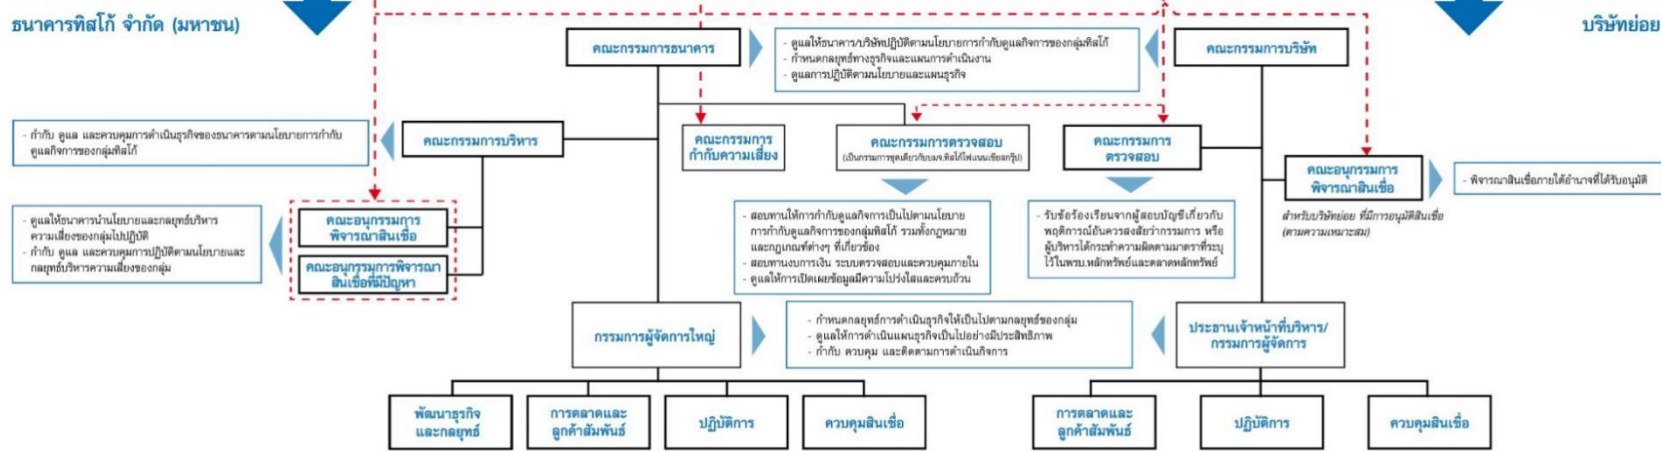 ธนาคารทิสโก้ จำกัด (มหาชน)
บริษัทย่อย
คณะกรรมการธนาคาร
- ดูแลให้ธนาคาร/บริษัทปฏิบัติตามนโยบายการกำกับดูแลกิจการของกลุ่มทิสโก้
- กำหนดกลยุทธ์ทางธุรกิจและแผนการดำเนินงาน
- ดูแลการปฏิบัติตามนโยบายและแผนธุรกิจ
คณะกรรมการบริษัท
- กำกับ ดูแล และควบคุมการดำเนินธุรกิจของธนาคารตามนโยบายการกำกับ
ดูแลกิจการของกลุ่มทิสโก้
คณะกรรมการบริหาร
คณะกรรมการ
กำกับความเสี่ยง
คณะกรรมการตรวจสอบ
(เป็นกรรมการชุดเดียวกับบมจ.ทิสโก้ไฟแนนเชียลกรุ๊ป)
คณะกรรมการ
ตรวจสอบ
คณะอนุกรรมการ
พิจารณาสินเชื่อ
- พิจารณาสินเชื่อภายใต้อำนาจที่ได้รับอนุมัติ
สำหรับบริษัทย่อย ที่มีการอนุมัติสินเชื่อ
(ตามความเหมาะสม)
- ดูแลให้ธนาคารนำนโยบายและกลยุทธ์บริหาร
ความเสี่ยงของกลุ่มไปปฏิบัติ
- กำกับ ดูแล และควบคุมการปฏิบัติตามนโยบายและ
กลยุทธ์บริหารความเสี่ยงของกลุ่ม
คณะอนุกรรมการ
พิจารณาสินเชื่อ
คณะอนุกรรมการพิจารณา
สินเชื่อที่มีปัญหา
- สอบทานให้การกำกับดูแลกิจการเป็นไปตามนโยบาย
การกำกับดูแลกิจการของกลุ่มทิสโก้ รวมทั้งกฎหมาย
และกฎเกณฑ์ต่างๆ ที่เกี่ยวข้อง
- สอบทานงบการเงิน ระบบตรวจสอบและควบคุมภายใน
- ดูแลให้การเปิดเผยข้อมูลมีความโปร่งใสและครบถ้วน
- รับข้อร้องเรียนจากผู้สอบบัญชีเกี่ยวกับ
พฤติการณ์อันควรสงสัยว่ากรรมการ หรือ
ผู้บริหารได้กระทำความผิดตามมาตราที่ระบุ
ไว้ในพรบ.หลักทรัพย์และตลาดหลักทรัพย์
กรรมการผู้จัดการใหญ่
- กำหนดกลยุทธ์การดำเนินธุรกิจให้เป็นไปตามกลยุทธ์ของกลุ่ม
- ดูแลให้การดำเนินแผนธุรกิจเป็นไปอย่างมีประสิทธิภาพ
- กำกับ ควบคุม และติดตามการดำเนินกิจการ
ประธานเจ้าหน้าที่บริหาร/
กรรมการผู้จัดการ
พัฒนาธุรกิจ
และกลยุทธ์
การตลาดและ
ลูกค้าสัมพันธ์
ปฏิบัติการ
ควบคุมสินเชื่อ
การตลาดและ
ลูกค้าสัมพันธ์
ปฏิบัติการ
ควบคุมสินเชื่อ